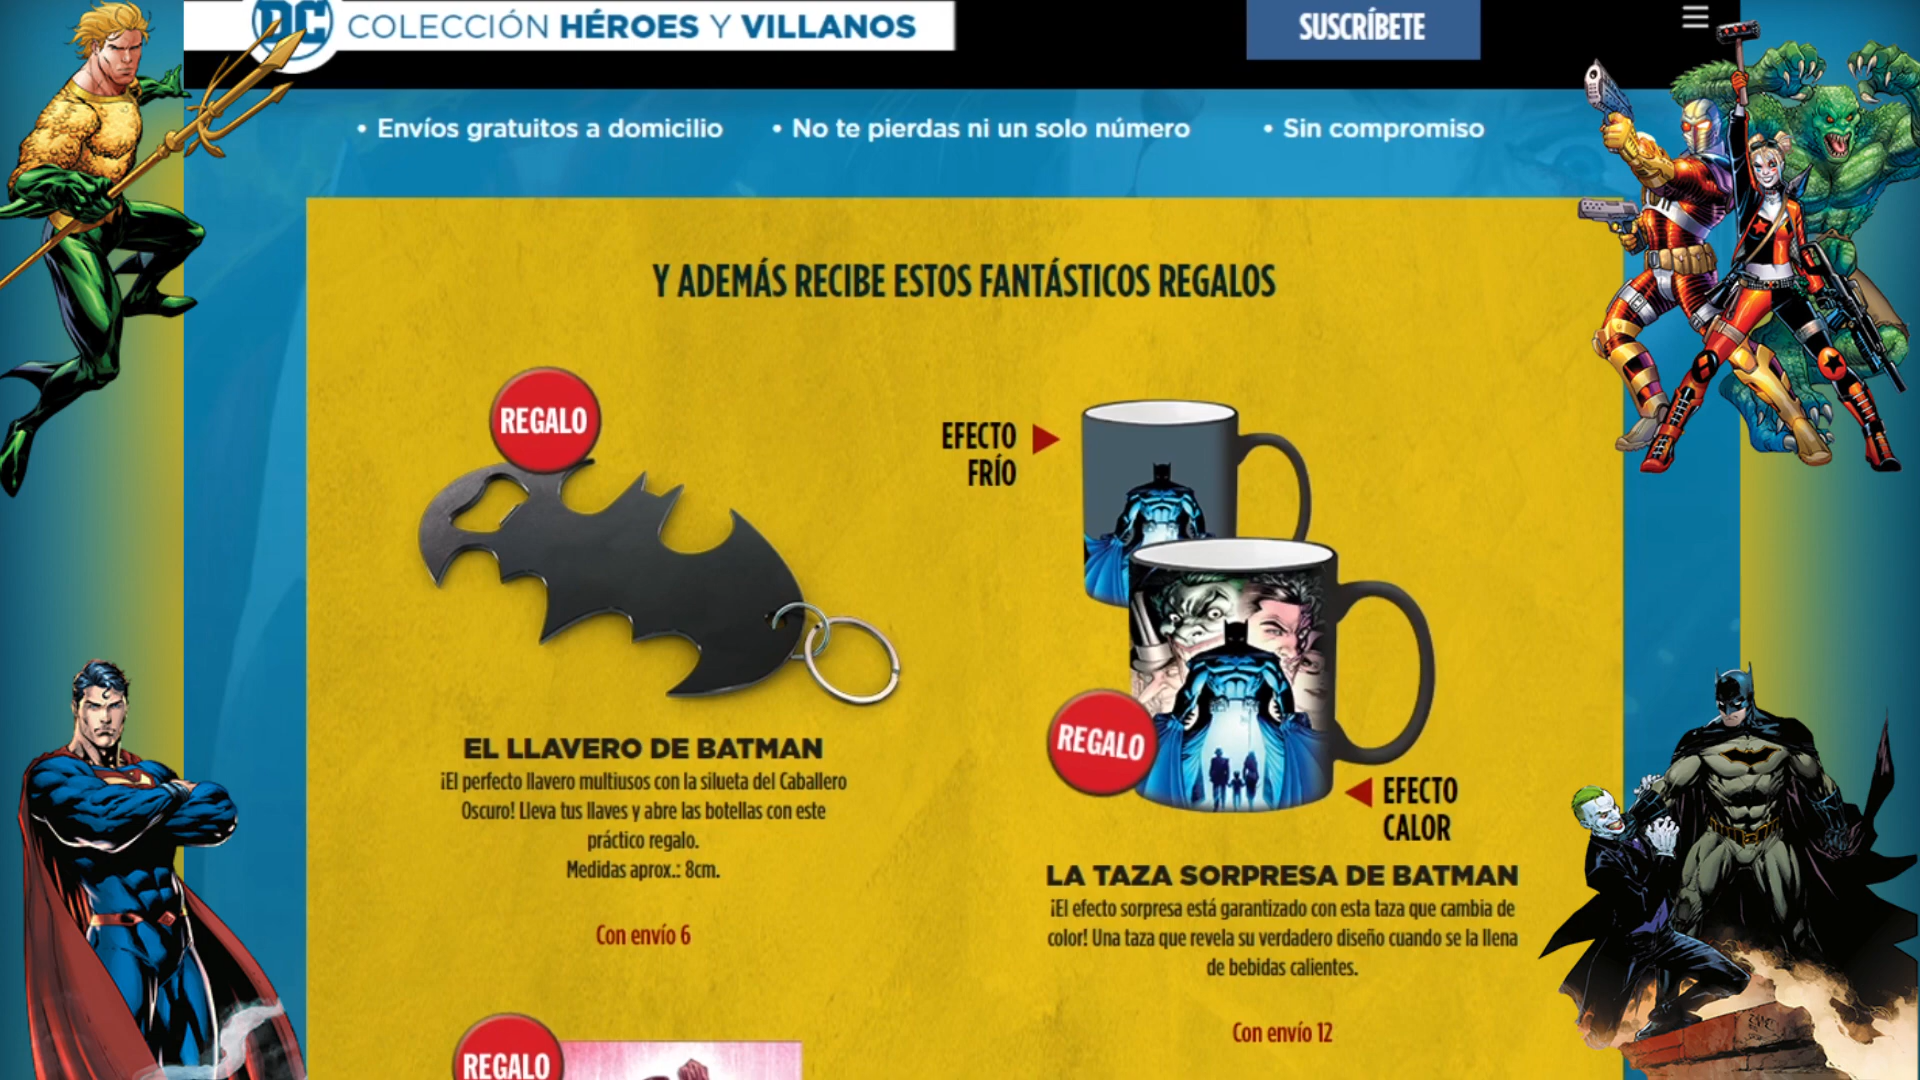 DC COLECCIÓN HÉROES Y VILLANOS
SUSCRÍBETE
• Envíos gratuitos a domicilio
• No te pierdas ni un solo número
• Sin compromiso
Y ADEMÁS RECIBE ESTOS FANTÁSTICOS REGALOS
REGALO
EL LLAVERO DE BATMAN
¡El perfecto llavero multiusos con la silueta del Caballero
Oscuro! Lleva tus llaves y abre las botellas con este
práctico regalo.
Medidas aprox.: 8cm.
Con envío 6
EFECTO
FRÍO
REGALO
EFECTO
CALOR
LA TAZA SORPRESA DE BATMAN
¡El efecto sorpresa está garantizado con esta taza que cambia de
color! Una taza que revela su verdadero diseño cuando se la llena
de bebidas calientes.
Con envío 12
REGALO